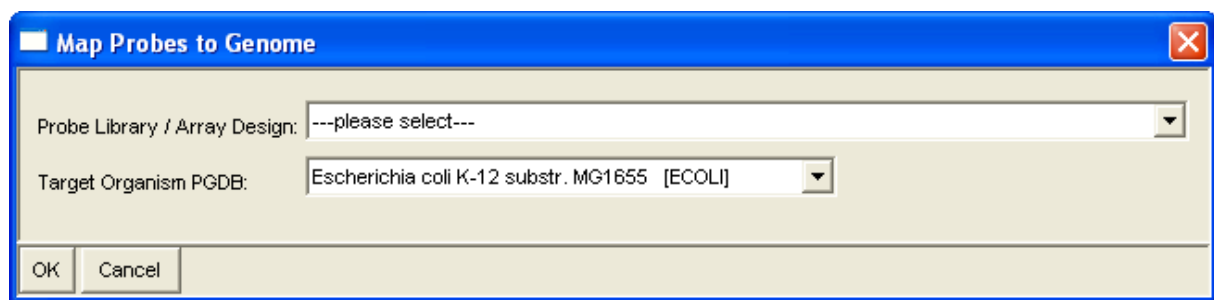 Map Probes to Genome
Probe Library / Array Design: ---please select---
Target Organism PGDB: Escherichia coli K-12 substr. MG1655 [ECOLI]
OK Cancel